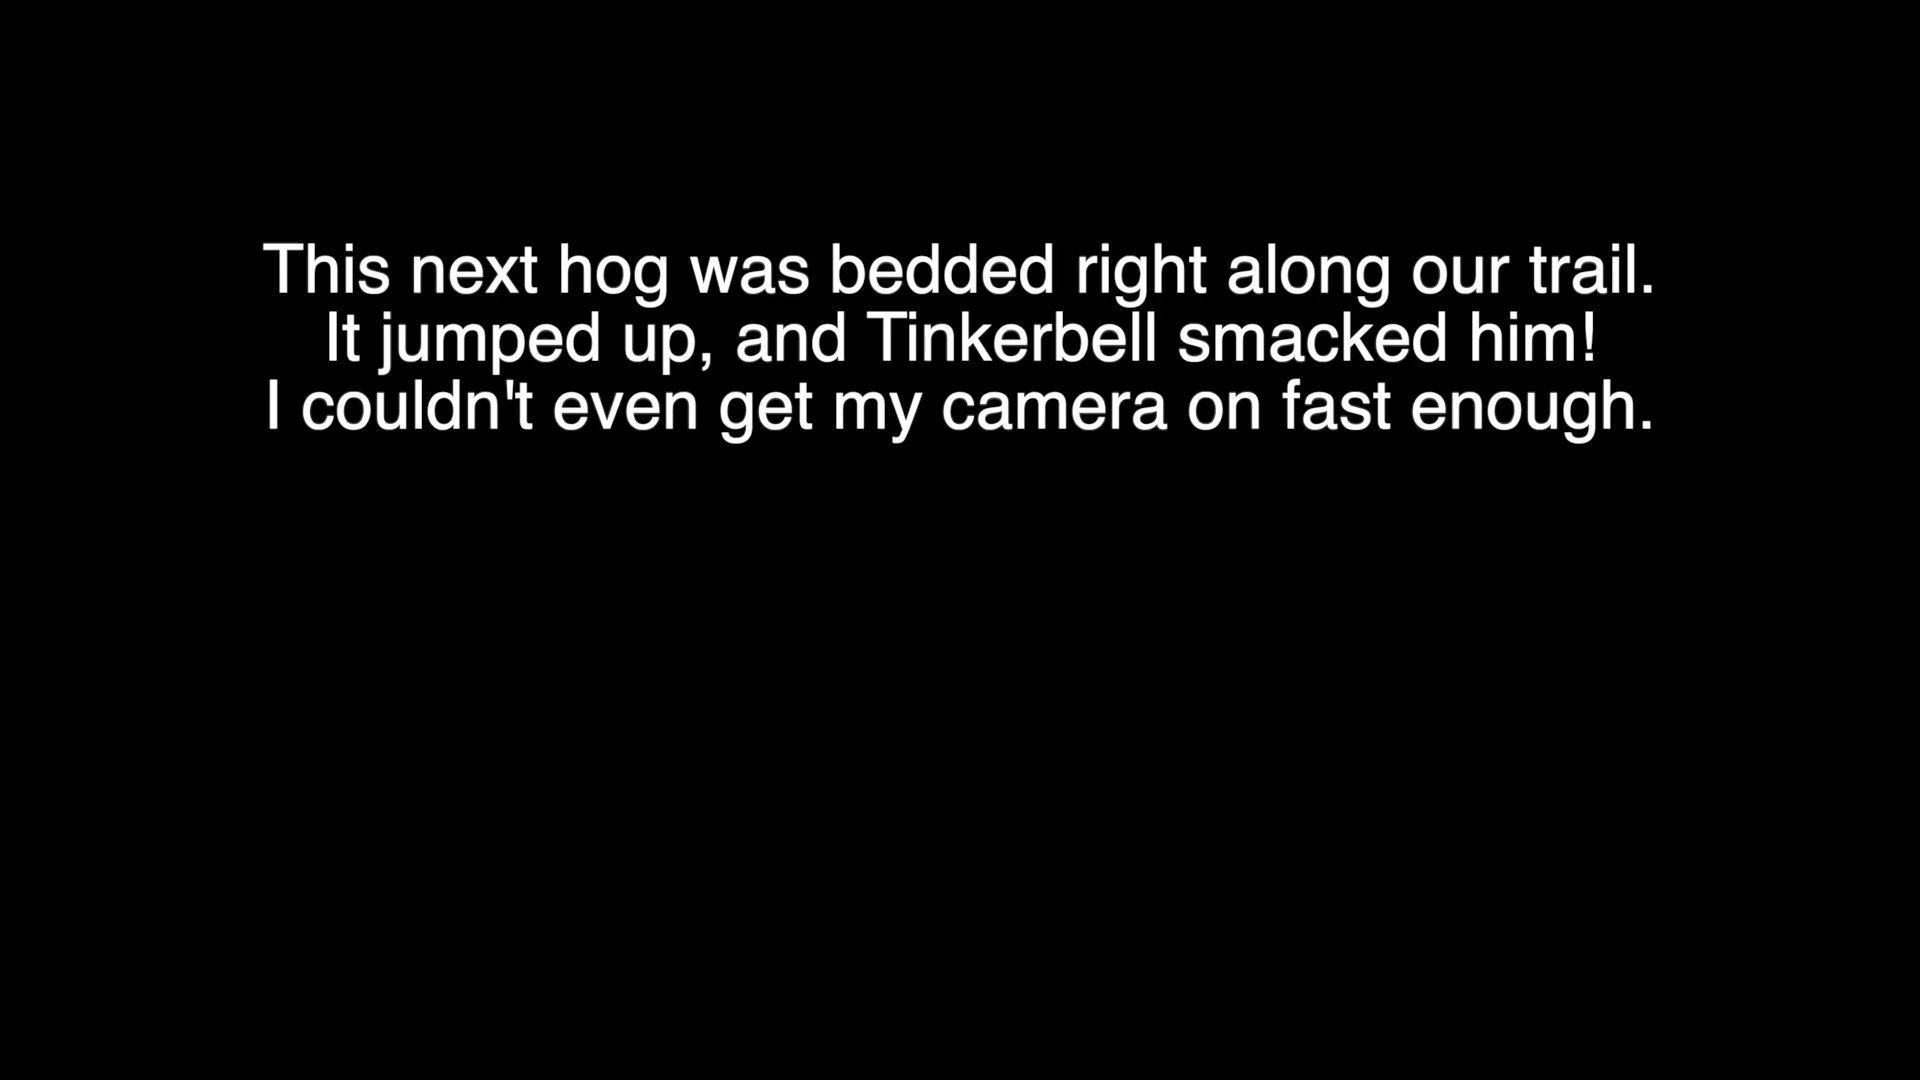 This next hog was bedded right along our trail.
It jumped up, and Tinkerbell smacked him!
I couldn't even get my camera on fast enough.